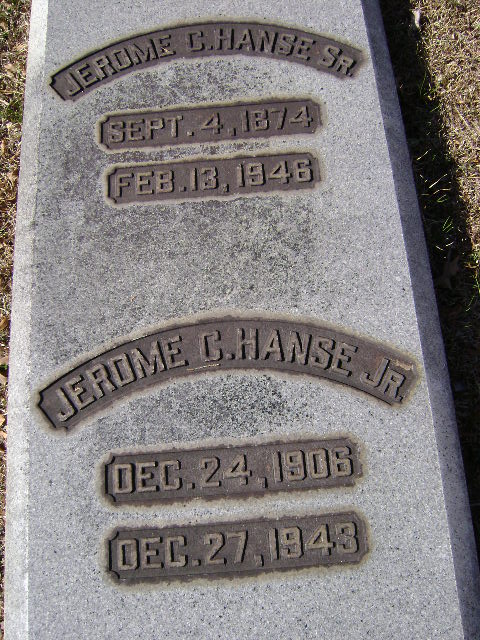 JEROME C. HANSE SR.
SEPT. 4, 1874
FEB. 13, 1946
JEROME C. HANSE JR.
DEC. 24, 1906
DEC. 27, 1943